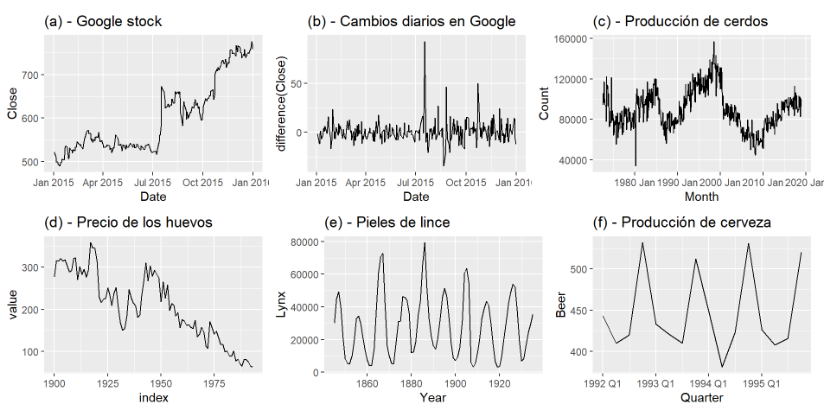 (a) - Google stock
Close
700
600
500
Jan 2015 Apr 2015 Jul 2015 Oct 2015 Jan 2016
Date
(b) - Cambios diarios en Google
difference(Close)
50
0
Jan 2015 Apr 2015 Jul 2015 Oct 2015 Jan 201
Date
(c) - Producción de cerdos
Count
160000
120000
80000
40000
1980 Jan 1990 Jan 2000 Jan 2010 Jan 2020 Jan
Month
(d) - Precio de los huevos
value
300
200
100
1900 1925 1950 1975
index
(e) - Pieles de lince
Lynx
80000
60000
40000
20000
0
1860 1880 1900 1920
Year
(f) - Producción de cerveza
Beer
500
450
400
1992 Q1 1993 Q1 1994 Q1 1995 Q1
Quarter